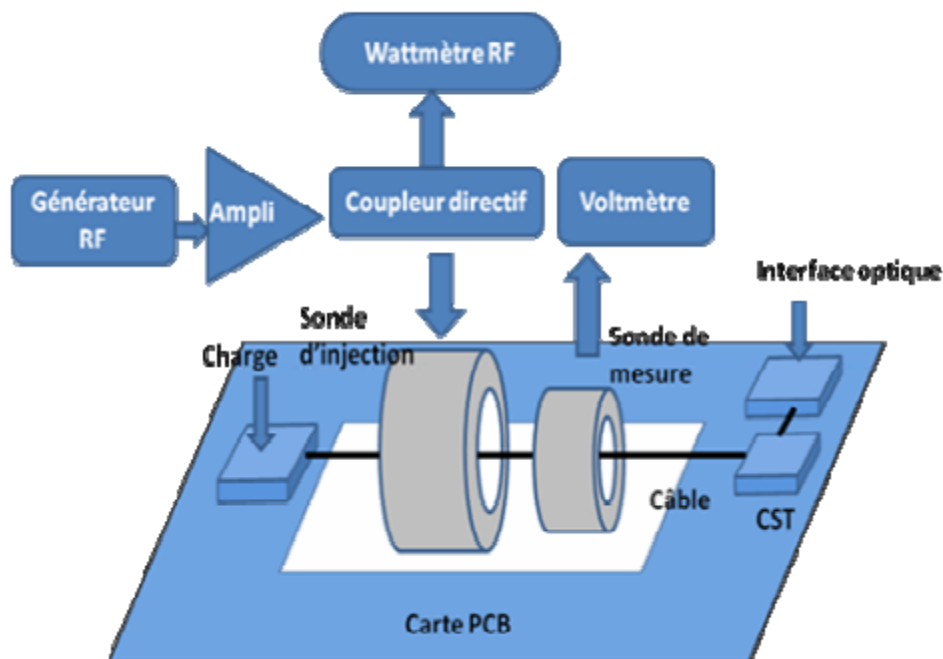 Wattmètre RF
Générateur
RF
Ampli
Coupleur directif
Voltmètre
Interface optique
Sonde
d'injection
Charge
Sonde de
mesure
Câble
CST
Carte PCB